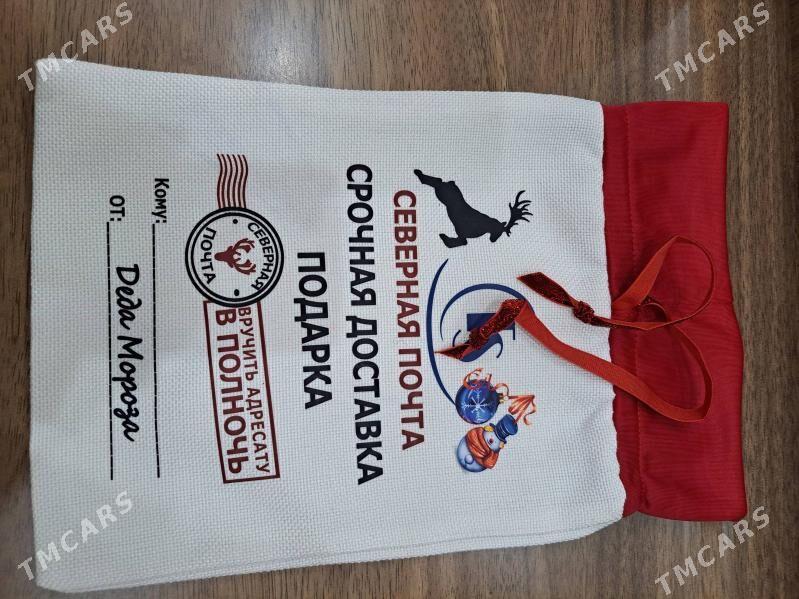 СЕВЕРНАЯ ПОЧТА
СРОЧНАЯ ДОСТАВКА
ПОДАРКА
СЕВЕРНАЯ
ПОЧТА
ВРУЧИТЬ АДРЕСАТУ
В ПОЛНОЧЬ
Кому:
от: Деда Мороза
TMCARS
TMCARS
TMCARS
TMCARS